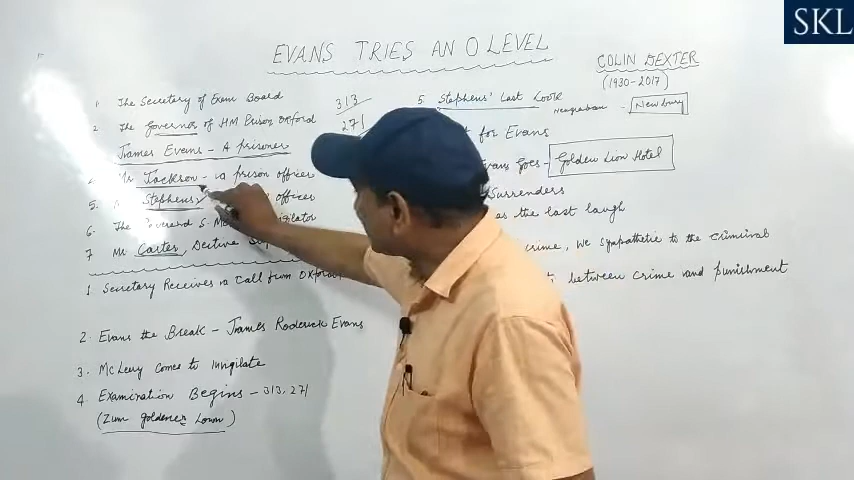 SKL
EVANS TRIES AN O LEVEL
COLIN DEXTER
(1930-2017)
1. The Secretary of Exam Board
2. The Governor of HM Prison Oxford
James Evans - A prisoner
Mr Jackson - a prison officer
5. Stephens officer
6. The Reverend S.
7 Mr Carter,
313
271
1. Secretary Receives a Call from Oxford
2. Evans the Break - James Roderick Evans
3. McLeery comes to Invigilate
4. Examination Begins - 313, 271
(Zum goldenen Lowen)
5. Stephens' Last Look
- Newbury
for Evans
Evans Goes - Golden Lion Hotel
Surrenders
as the last laugh
crime, we sympathetic to the criminal
between crime and punishment